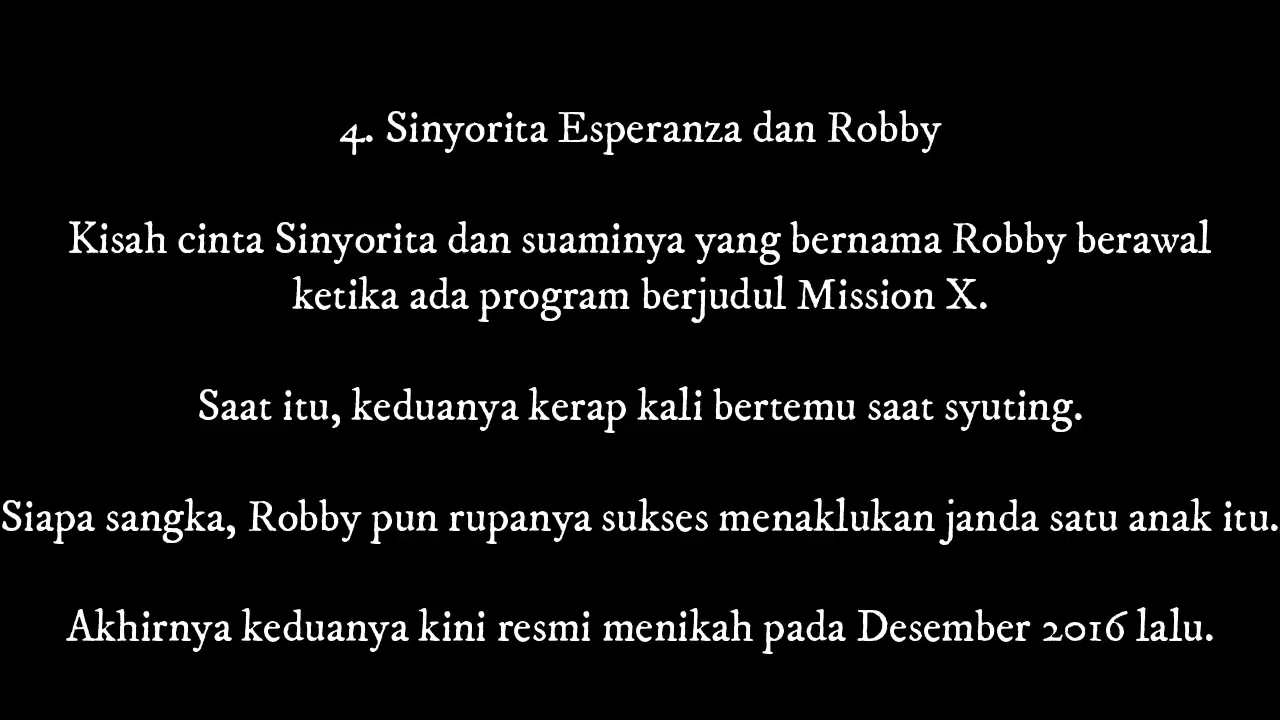 4. Sinyorita Esperanza dan Robby
Kisah cinta Sinyorita dan suaminya yang bernama Robby berawal
ketika ada program berjudul Mission X.
Saat itu, keduanya kerap kali bertemu saat syuting.
Siapa sangka, Robby pun rupanya sukses menaklukan janda satu anak itu.
Akhirnya keduanya kini resmi menikah pada Desember 2016 lalu.